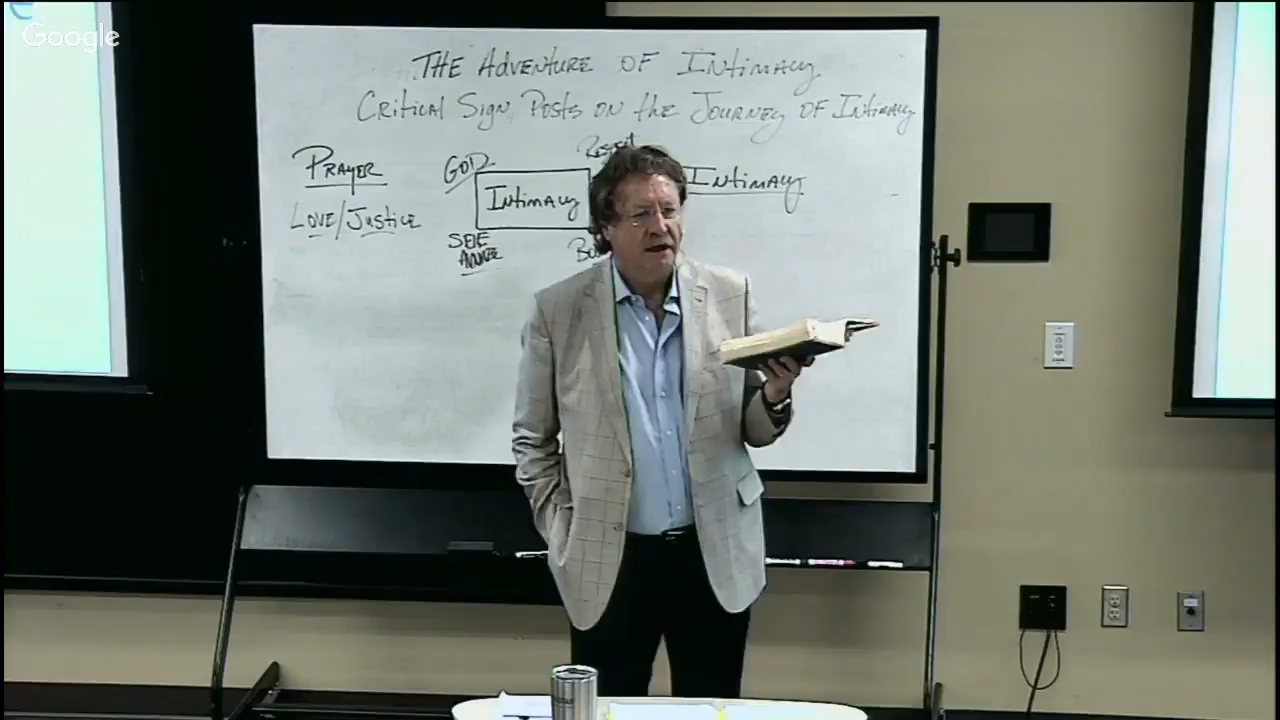 Google
THE ADVENTURE OF INTIMACY
CRITICAL SIGN POSTS ON the JOURNEY OF INTIMACY
PRAYER
LOVE/JUSTICE
GOD
INTIMACY
INTIMACY